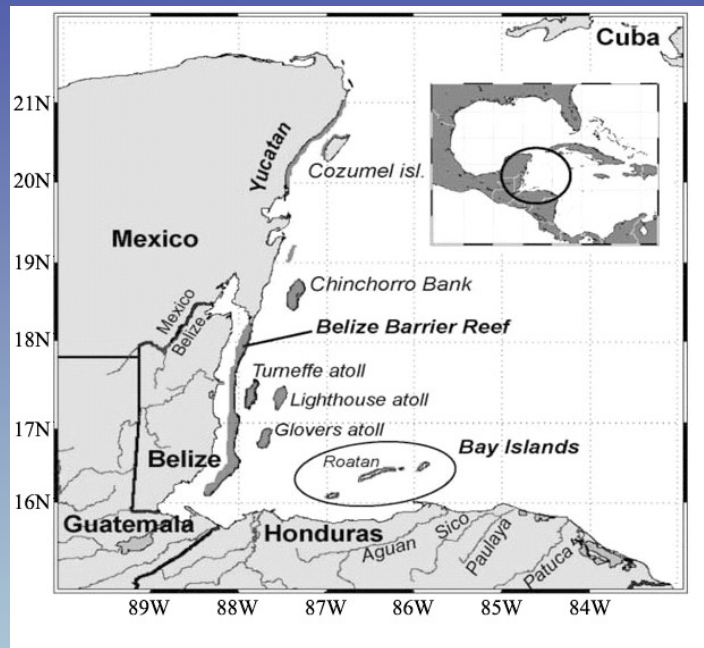 Cuba
21N
Yucatan
20N
Cozumel isl.
Mexico
19N
Chinchorro Bank
Mexico
Belize
18N
Belize Barrier Reef
Turneffe atoll
Lighthouse atoll
17N
Glovers atoll
Bay Islands
Belize
Roatan
16N
Guatemala
Honduras
Aguan
Sico
Paulaya
Patuca
89W
88W
87W
86W
85W
84W